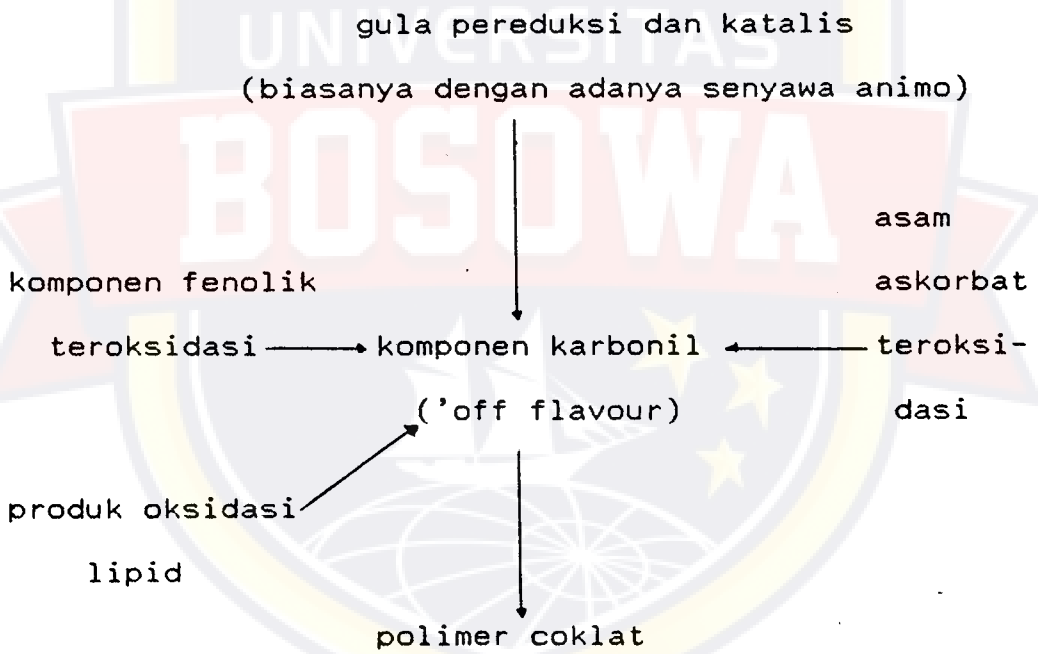 UNIVERSITAS
BOSOWA
gula pereduksi dan katalis
(biasanya dengan adanya senyawa animo)
asam
komponen fenolik
askorbat
teroksidasi
komponen karbonil
teroksi-
('off flavour)
dasi
produk oksidasi
lipid
polimer coklat